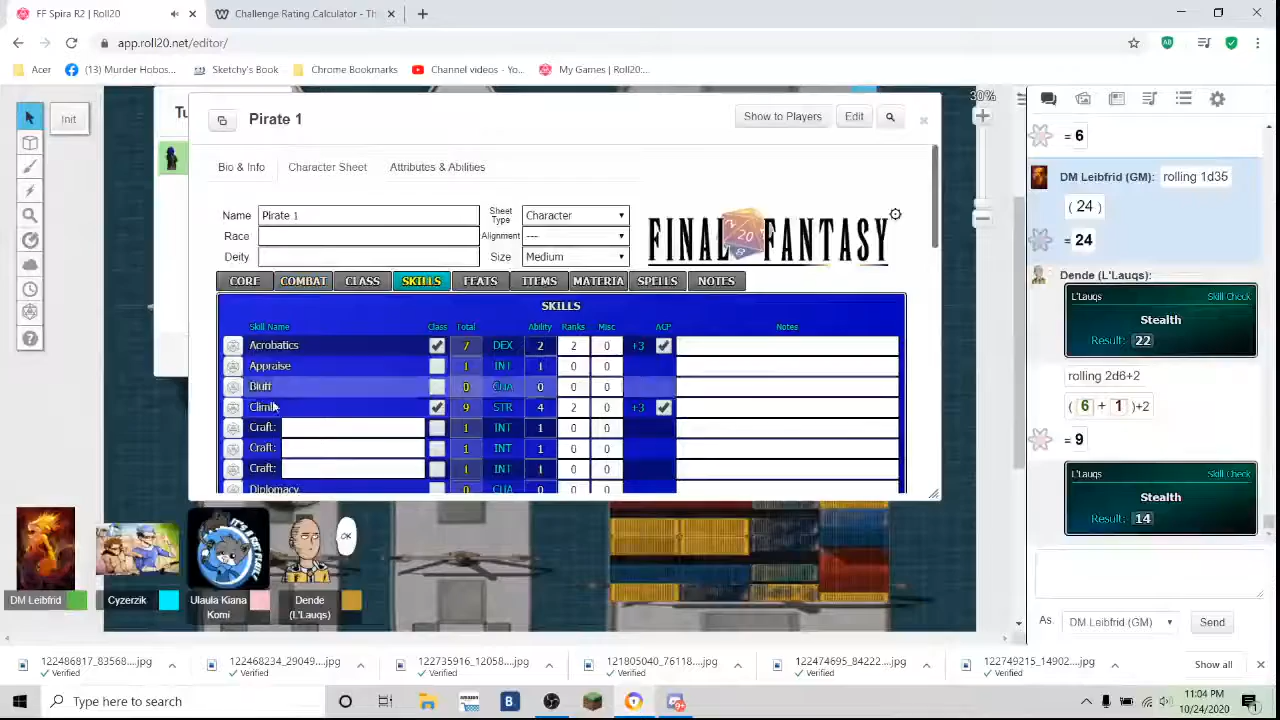 FF Spira R2 | Roll20
Challenge Rating Calculator - Th
app.roll20.net/editor/
Acer
(13) Murder Hobos...
Sketchy's Book
Chrome Bookmarks
Channel videos - Yo...
My Games | Roll20:...
Init
Tu
Pirate 1
Show to Players
Edit
Bio & Info
Character Sheet
Attributes & Abilities
Name Pirate 1 Sheet Type Character
Race Alignment ---
Deity Size Medium
FINAL FANTASY
CORE COMBAT CLASS SKILLS FEATS ITEMS MATERIA SPELLS NOTES
SKILLS
Skill Name Class Total Ability Ranks Misc ACP Notes
Acrobatics 7 DEX 2 2 0 +3
Appraise 1 INT 1 0 0
Bluff 0 CHA 0 0 0
Climb 9 STR 4 2 0 +3
Craft: 1 INT 1 0 0
Craft: 1 INT 1 0 0
Craft: 1 INT 1 0 0
Diplomacy 0 CHA 0 0 0
30%
= 6
DM Leibfrid (GM): rolling 1d35
( 24 )
= 24
Dende (L'Lauqs):
L'Lauqs Skill Check
Stealth
Result: 22
rolling 2d6+2
( 6 + 1 )+2
= 9
L'Lauqs Skill Check
Stealth
Result: 14
As: DM Leibfrid (GM) Send
IT'S A BAT PLANET
OK
DM Leibfrid
Cyzerzik
Ulaula Kiana Komi
Dende (L'Lauqs)
122486817_83568....jpg
Verified
122468234_29049....jpg
Verified
122735916_12058....jpg
Verified
121805040_76118....jpg
Verified
122474695_84222....jpg
Verified
122749215_14902....jpg
Verified
Show all
Type here to search
amazon
B.
9+
11:04 PM
10/24/2020
1